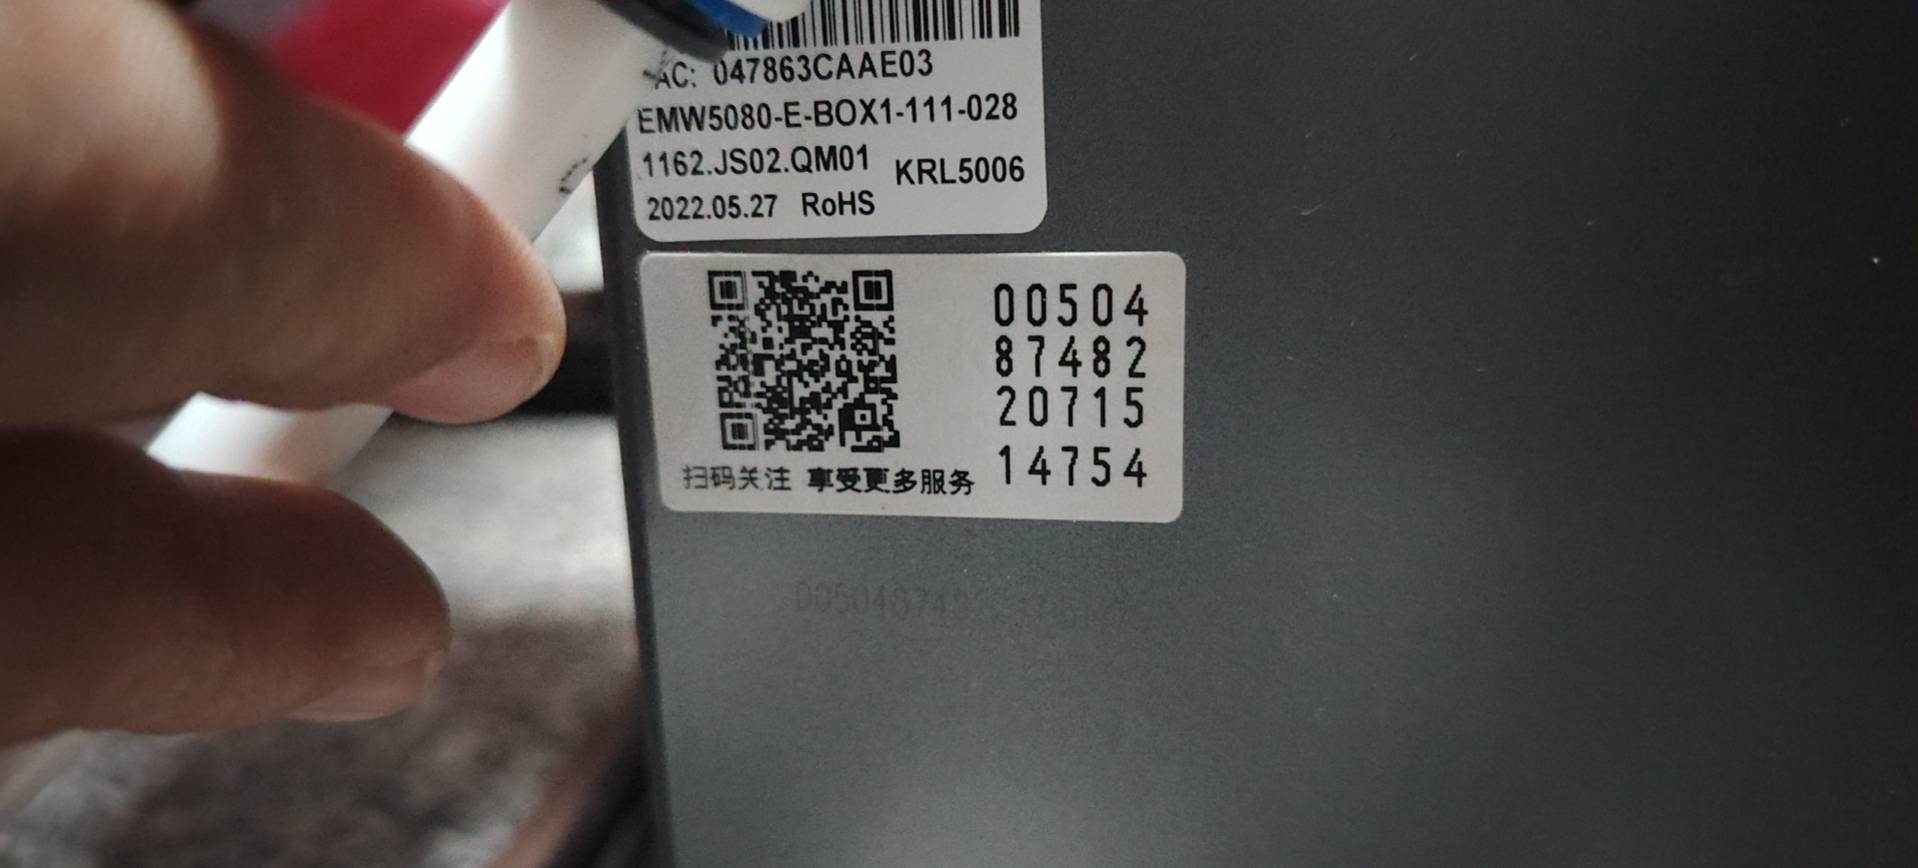 AC: 047863CAAE03
EMW5080-E-BOX1-111-028
1162.JS02.QM01 KRL5006
2022.05.27 RoHS
00504
87482
20715
14754
扫码关注 享受更多服务